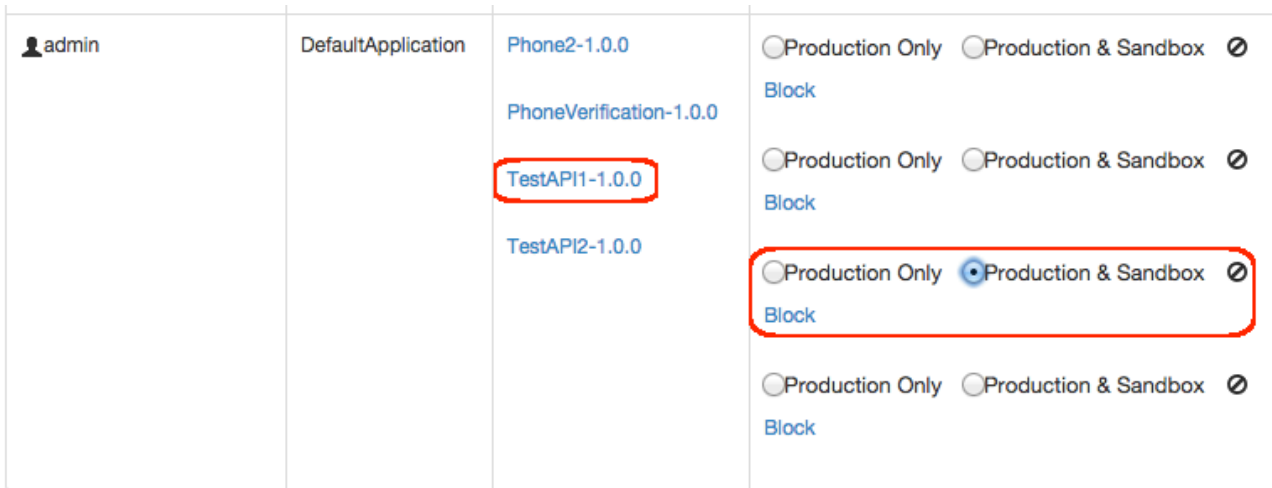 admin DefaultApplication Phone2-1.0.0 Production Only Production & Sandbox
Block
PhoneVerification-1.0.0
Production Only Production & Sandbox
TestAPI1-1.0.0
Block
TestAPI2-1.0.0
Production Only Production & Sandbox
Block
Production Only Production & Sandbox
Block